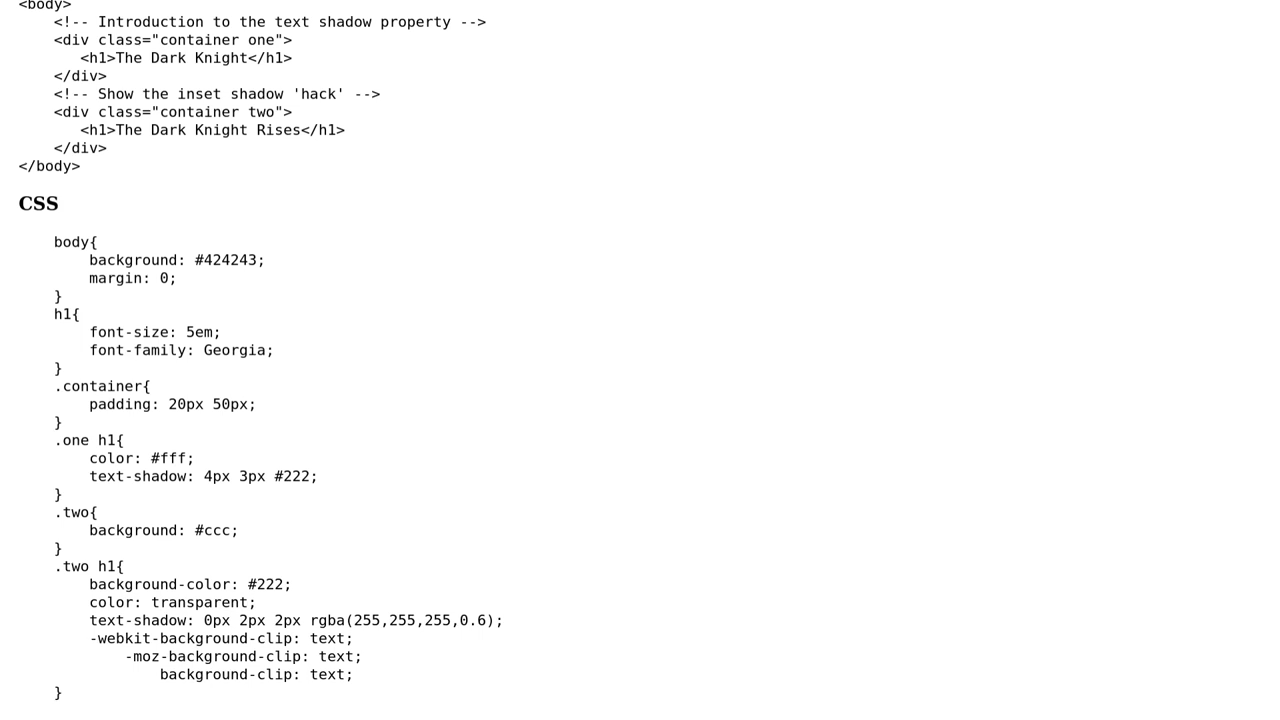 <body>
    <!-- Introduction to the text shadow property -->
    <div class="container one">
       <h1>The Dark Knight</h1>
    </div>
    <!-- Show the inset shadow 'hack' -->
    <div class="container two">
       <h1>The Dark Knight Rises</h1>
    </div>
</body>
CSS
    body{
        background: #424243;
        margin: 0;
    }
    h1{
        font-size: 5em;
        font-family: Georgia;
    }
    .container{
        padding: 20px 50px;
    }
    .one h1{
        color: #fff;
        text-shadow: 4px 3px #222;
    }
    .two{
        background: #ccc;
    }
    .two h1{
        background-color: #222;
        color: transparent;
        text-shadow: 0px 2px 2px rgba(255,255,255,0.6);
        -webkit-background-clip: text;
            -moz-background-clip: text;
                background-clip: text;
    }